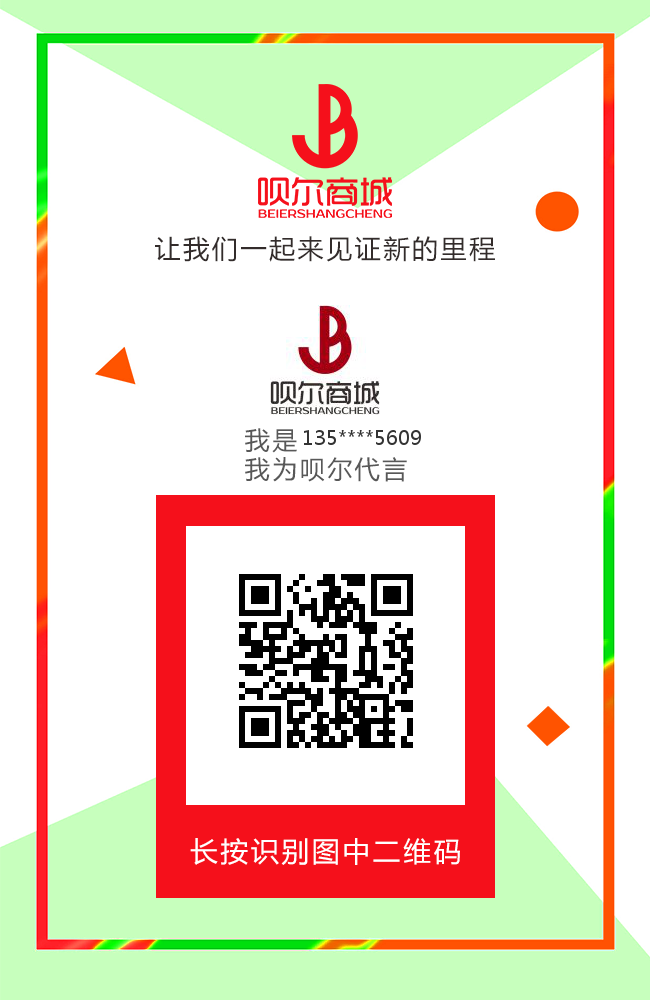 呗尔商城
BEIERSHANGCHENG
让我们一起来见证新的里程
呗尔商城
BEIERSHANGCHENG
我是 135****5609
我为呗尔代言
长按识别图中二维码